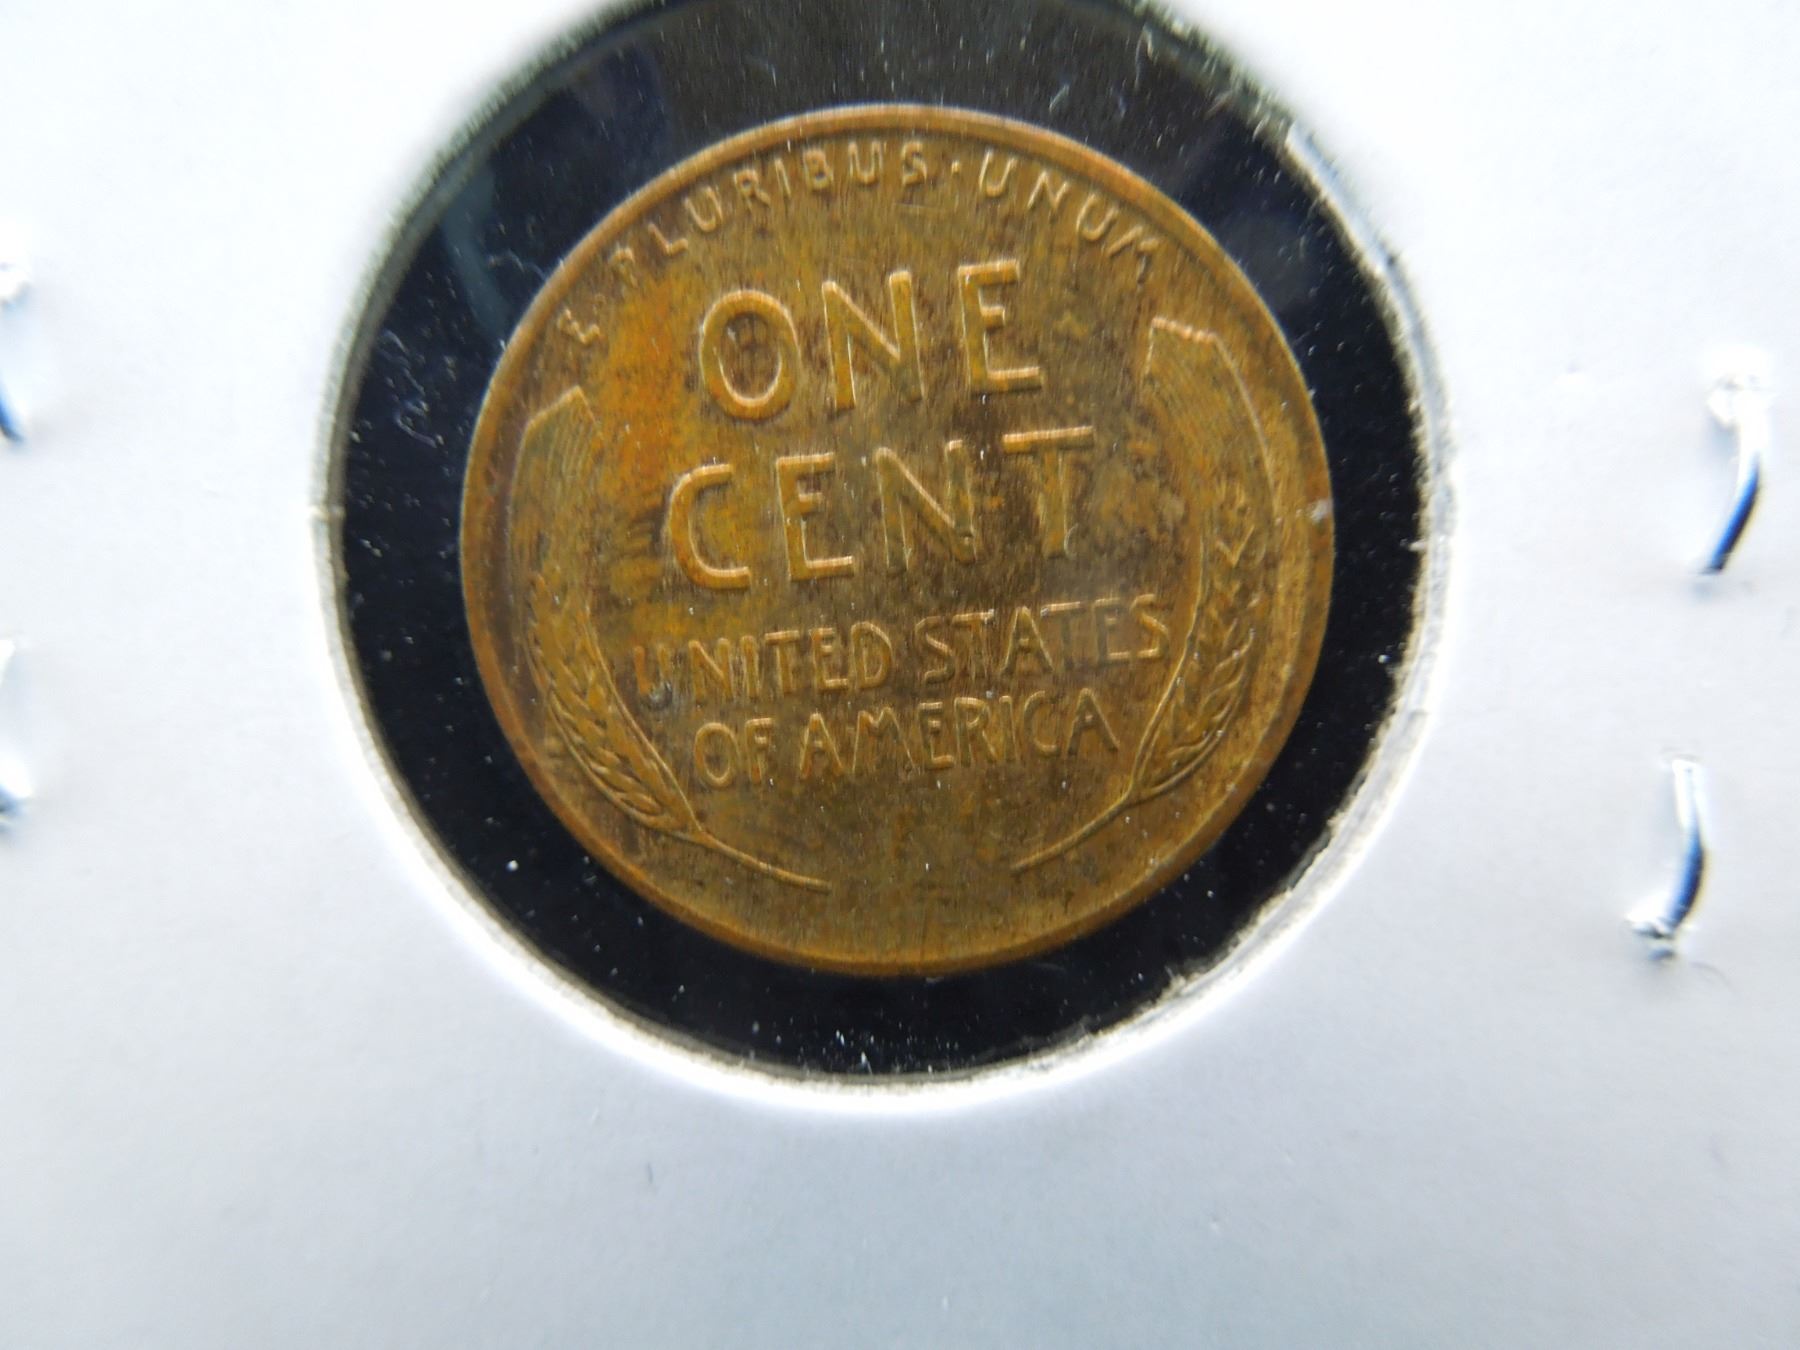 E·PLURIBUS·UNUM
ONE
CENT
UNITED STATES
OF AMERICA